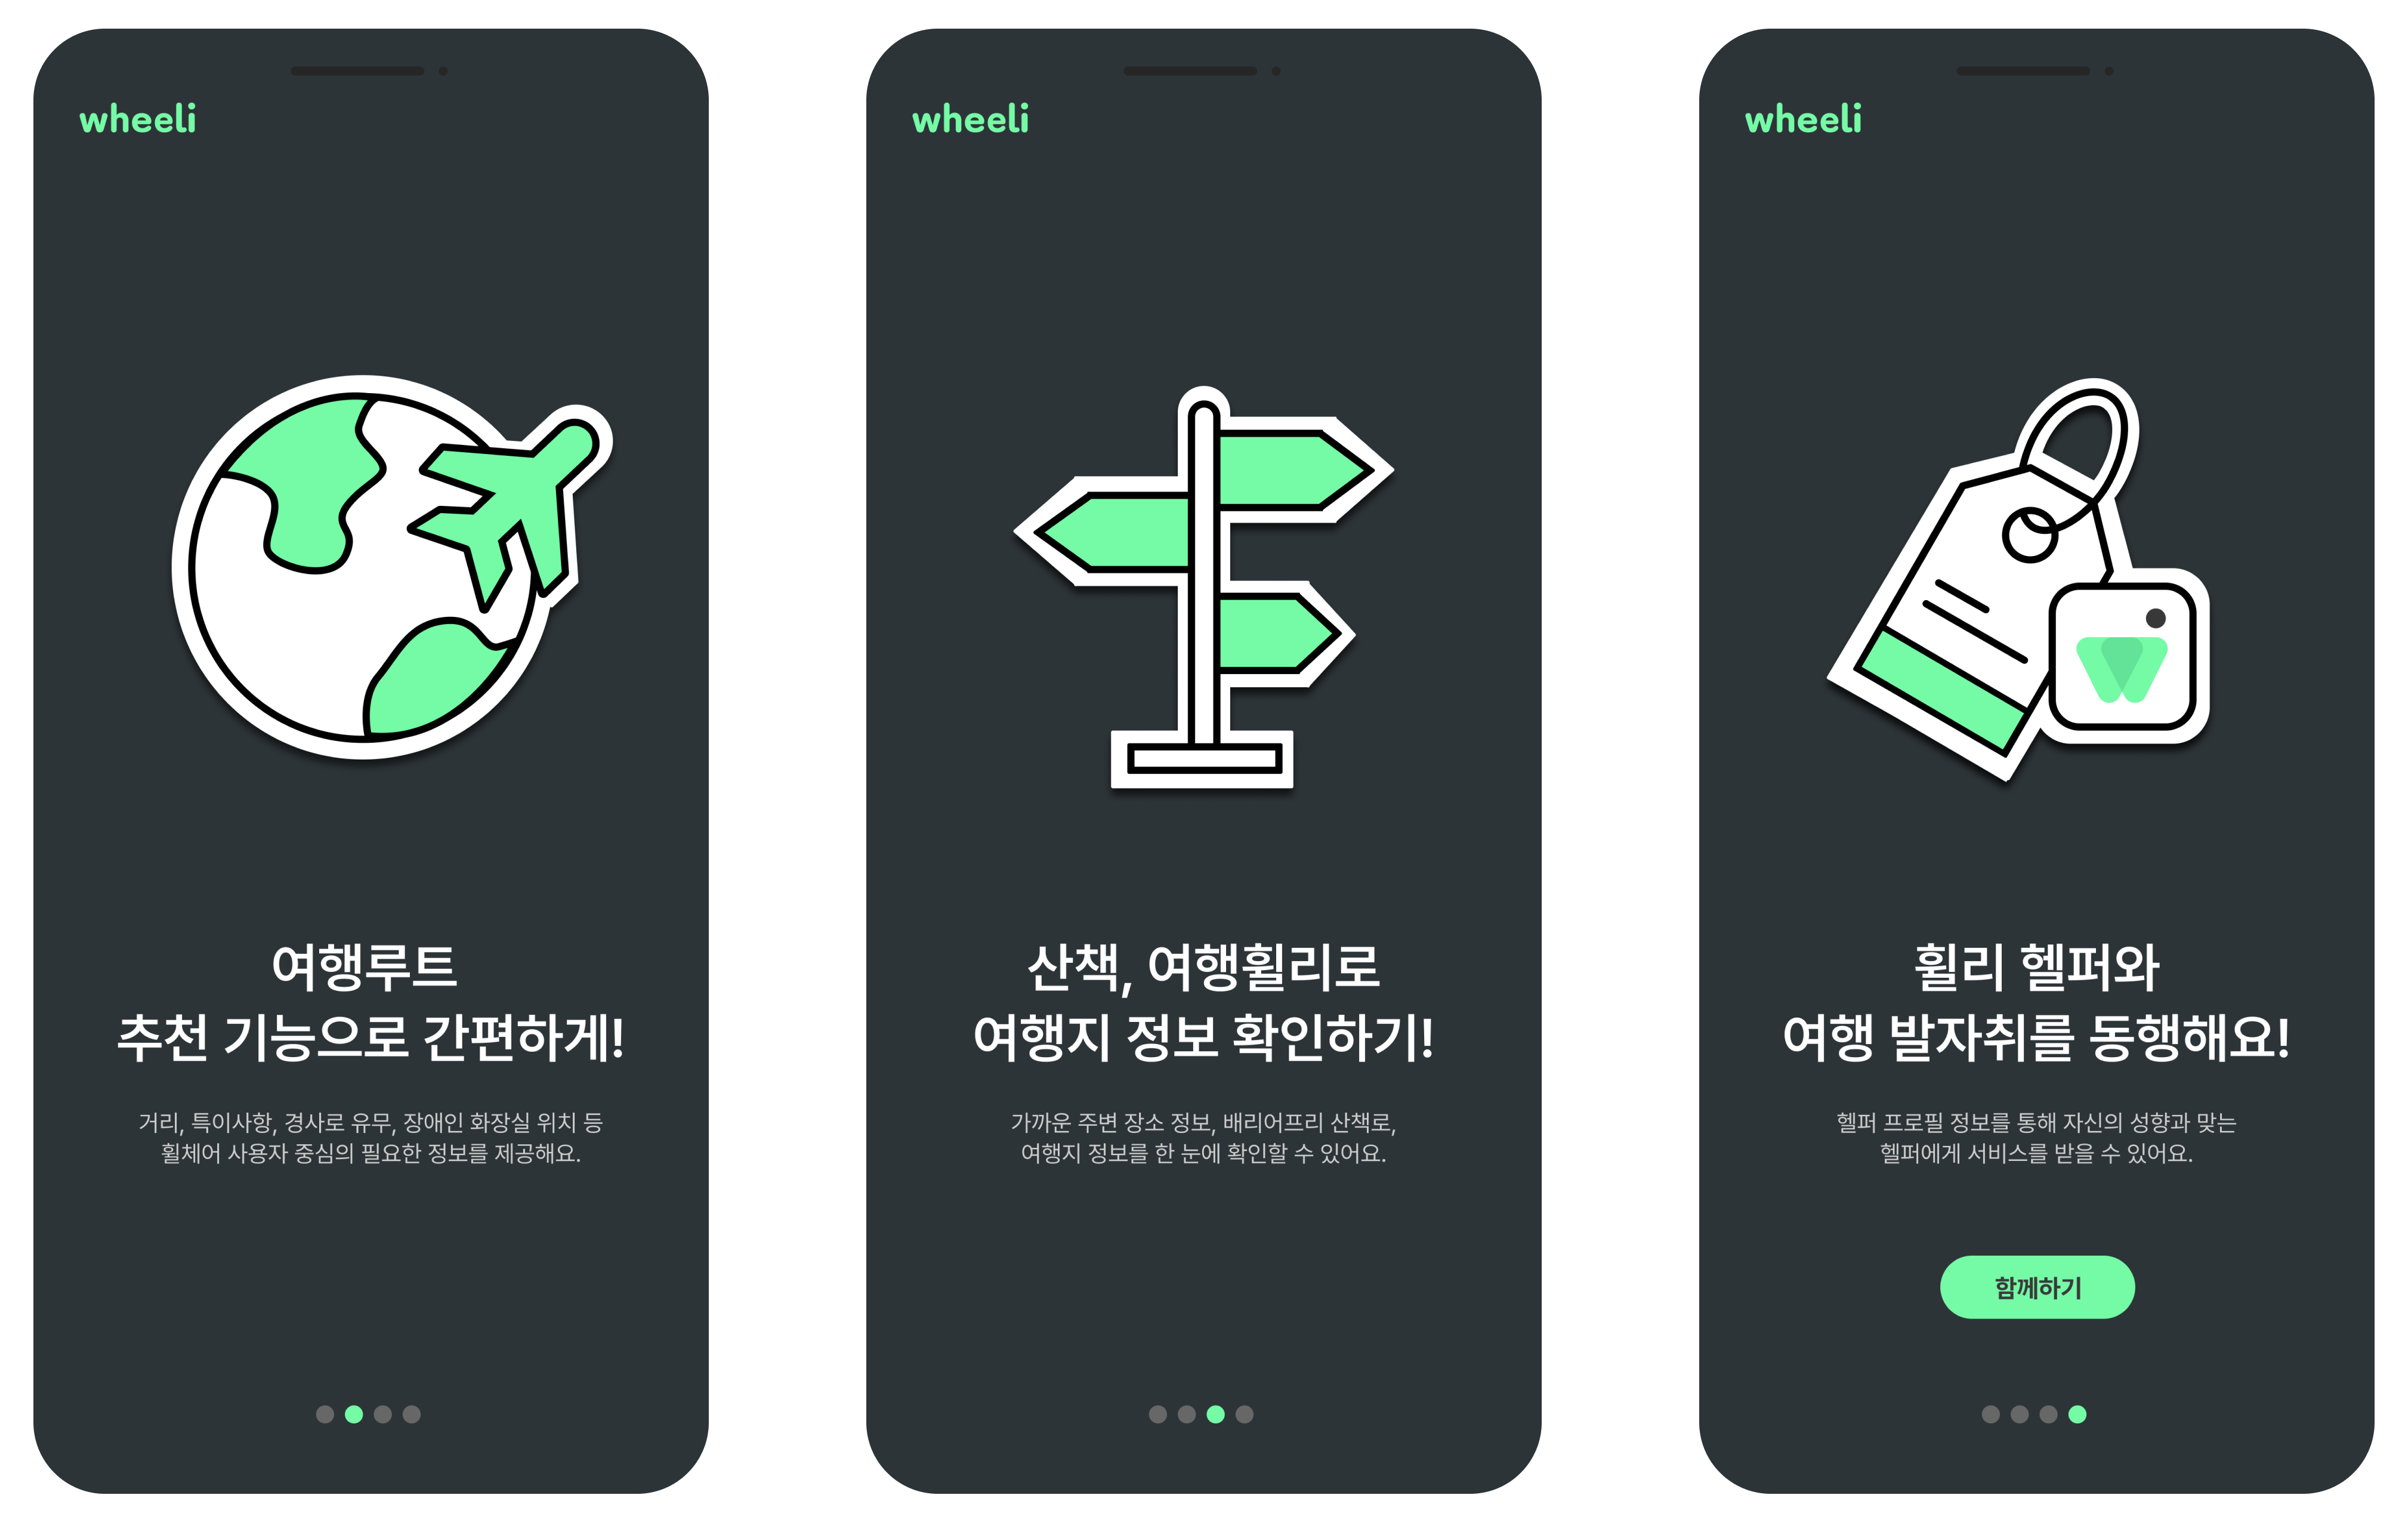 wheeli
여행루트
추천 기능으로 간편하게!
거리, 특이사항, 경사로 유무, 장애인 화장실 위치 등
휠체어 사용자 중심의 필요한 정보를 제공해요.
wheeli
산책, 여행휠리로
여행지 정보 확인하기!
가까운 주변 장소 정보, 배리어프리 산책로,
여행지 정보를 한 눈에 확인할 수 있어요.
wheeli
휠리 헬퍼와
여행 발자취를 동행해요!
헬퍼 프로필 정보를 통해 자신의 성향과 맞는
헬퍼에게 서비스를 받을 수 있어요.
함께하기